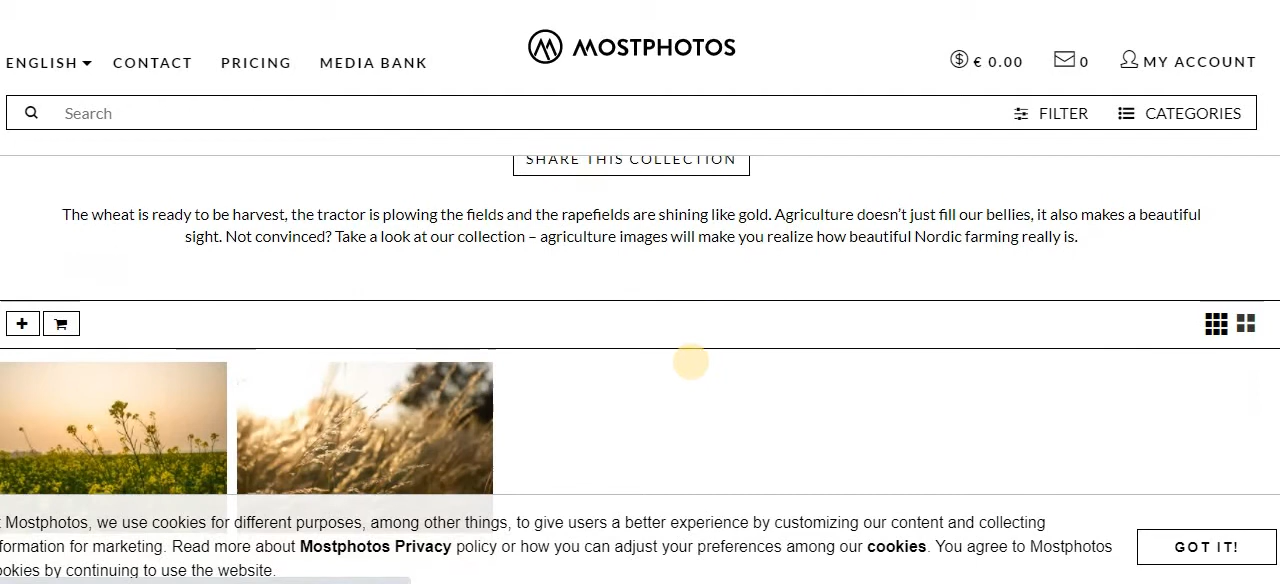 MOSTPHOTOS
ENGLISH CONTACT PRICING MEDIA BANK € 0.00 0 MY ACCOUNT
Search FILTER CATEGORIES
SHARE THIS COLLECTION
The wheat is ready to be harvest, the tractor is plowing the fields and the rapefields are shining like gold. Agriculture doesn't just fill our bellies, it also makes a beautiful
sight. Not convinced? Take a look at our collection – agriculture images will make you realize how beautiful Nordic farming really is.
Mostphotos, we use cookies for different purposes, among other things, to give users a better experience by customizing our content and collecting
formation for marketing. Read more about Mostphotos Privacy policy or how you can adjust your preferences among our cookies. You agree to Mostphotos
ookies by continuing to use the website.
GOT IT!